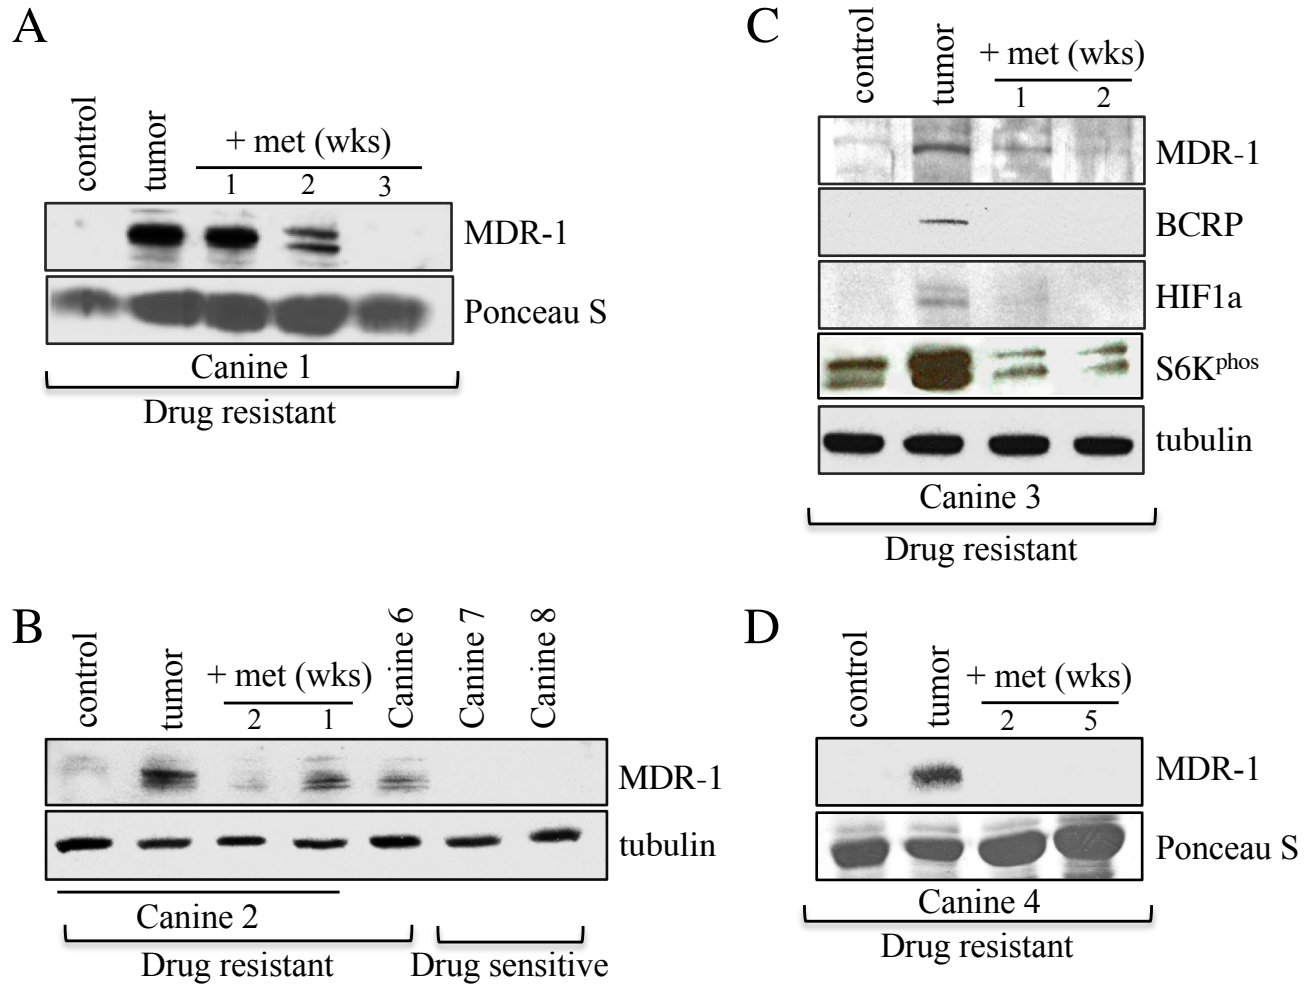 A
control
tumor
+ met (wks)
1 2 3
MDR-1
Ponceau S
Canine 1
Drug resistant
B
control
tumor
+ met (wks)
2 1
Canine 6
Canine 7
Canine 8
MDR-1
tubulin
Canine 2
Drug resistant
Drug sensitive
C
control
tumor
+ met (wks)
1 2
MDR-1
BCRP
HIF1a
S6Kphos
tubulin
Canine 3
Drug resistant
D
control
tumor
+ met (wks)
2 5
MDR-1
Ponceau S
Canine 4
Drug resistant